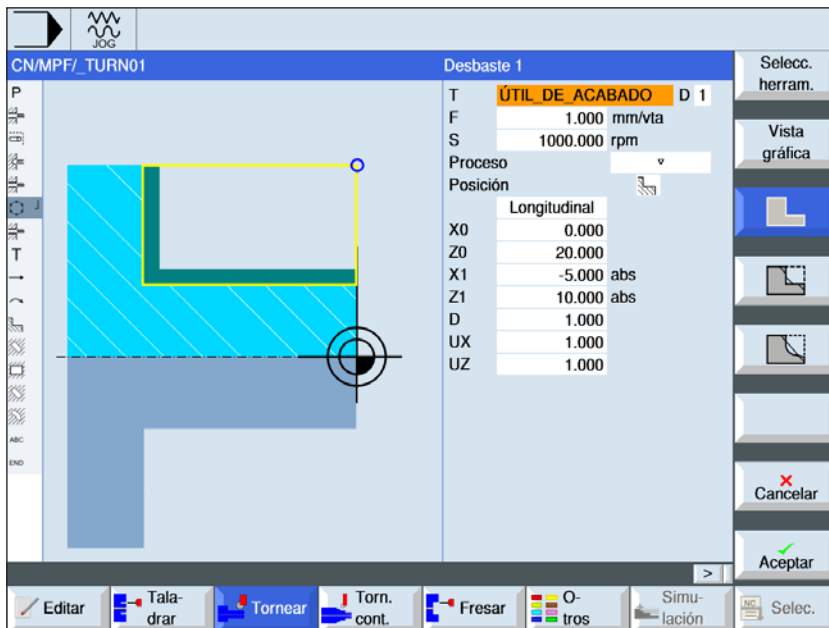 JOG
CN/MPF/_TURN01
Desbaste 1
P
T
ABC
END
T ÚTIL_DE_ACABADO D 1
F 1.000 mm/vta
S 1000.000 rpm
Proceso ▿
Posición
Longitudinal
X0 0.000
Z0 20.000
X1 -5.000 abs
Z1 10.000 abs
D 1.000
UX 1.000
UZ 1.000
Selecc.
herram.
Vista
gráfica
Cancelar
Aceptar
>
Editar
Tala-
drar
Tornear
Torn.
cont.
Fresar
O-
tros
Simu-
lación
NC
Selec.